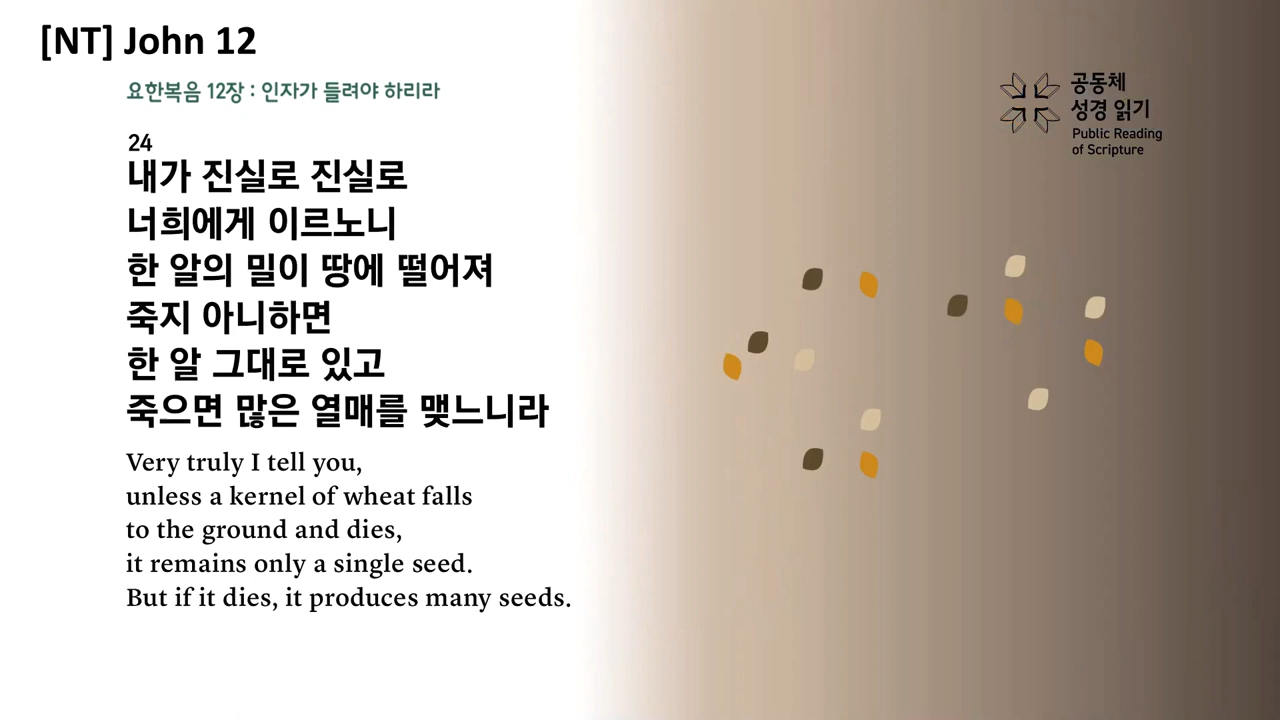 [NT] John 12
요한복음 12장 : 인자가 들려야 하리라
24
내가 진실로 진실로
너희에게 이르노니
한 알의 밀이 땅에 떨어져
죽지 아니하면
한 알 그대로 있고
죽으면 많은 열매를 맺느니라
Very truly I tell you,
unless a kernel of wheat falls
to the ground and dies,
it remains only a single seed.
But if it dies, it produces many seeds.
공동체
성경 읽기
Public Reading
of Scripture